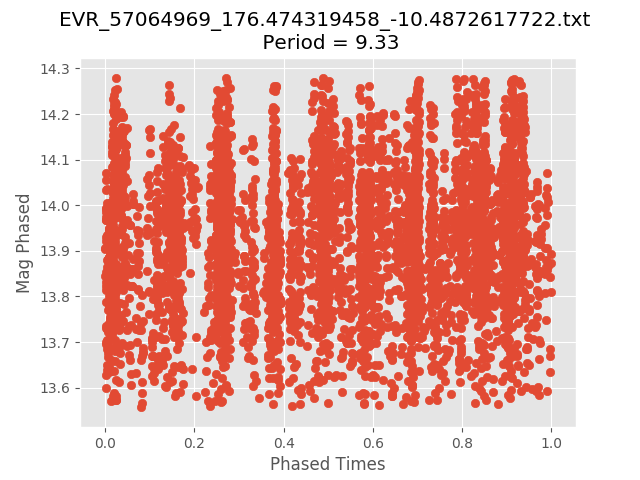 EVR_57064969_176.474319458_-10.4872617722.txt
Period = 9.33
14.3
14.2
14.1
14.0
13.9
13.8
13.7
13.6
Mag Phased
0.0 0.2 0.4 0.6 0.8 1.0
Phased Times